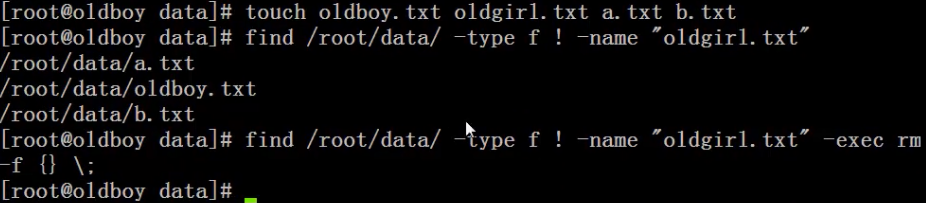 [root@oldboy data]# touch oldboy.txt oldgirl.txt a.txt b.txt
[root@oldboy data]# find /root/data/ -type f ! -name "oldgirl.txt"
/root/data/a.txt
/root/data/oldboy.txt
/root/data/b.txt
[root@oldboy data]# find /root/data/ -type f ! -name "oldgirl.txt" -exec rm
-f {} \;
[root@oldboy data]#